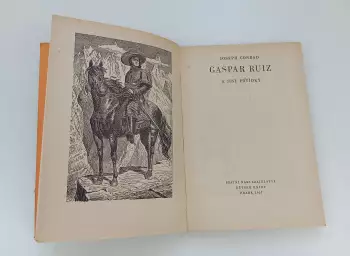 JOSEPH CONRAD
GASPAR RUIZ
A JINÉ POVÍDKY
STÁTNÍ NAKLADATELSTVÍ
DĚTSKÉ KNIHY
PRAHA 1957